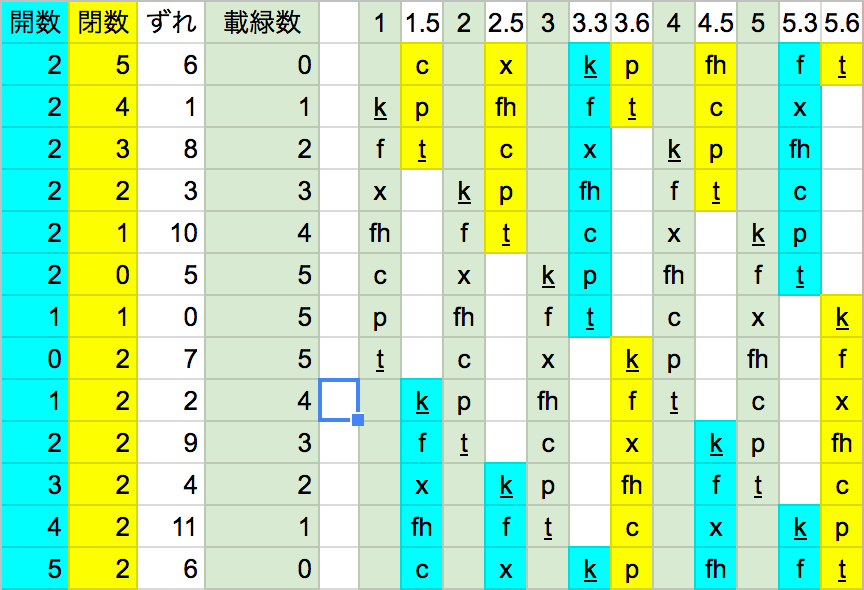 開数 閉数 ずれ 載緑数 1 1.5 2 2.5 3 3.3 3.6 4 4.5 5 5.3 5.6
2 5 6 0 c x k p fh f t
2 4 1 1 k p fh f t c x
2 3 8 2 f t c x k p fh
2 2 3 3 x k p fh f t c
2 1 10 4 fh f t c x k p
2 0 5 5 c x k p fh f t
1 1 0 5 p fh f t c x k
0 2 7 5 t c x k p fh f
1 2 2 4 k p fh f t c x
2 2 9 3 f t c x k p fh
3 2 4 2 x k p fh f t c
4 2 11 1 fh f t c x k p
5 2 6 0 c x k p fh f t